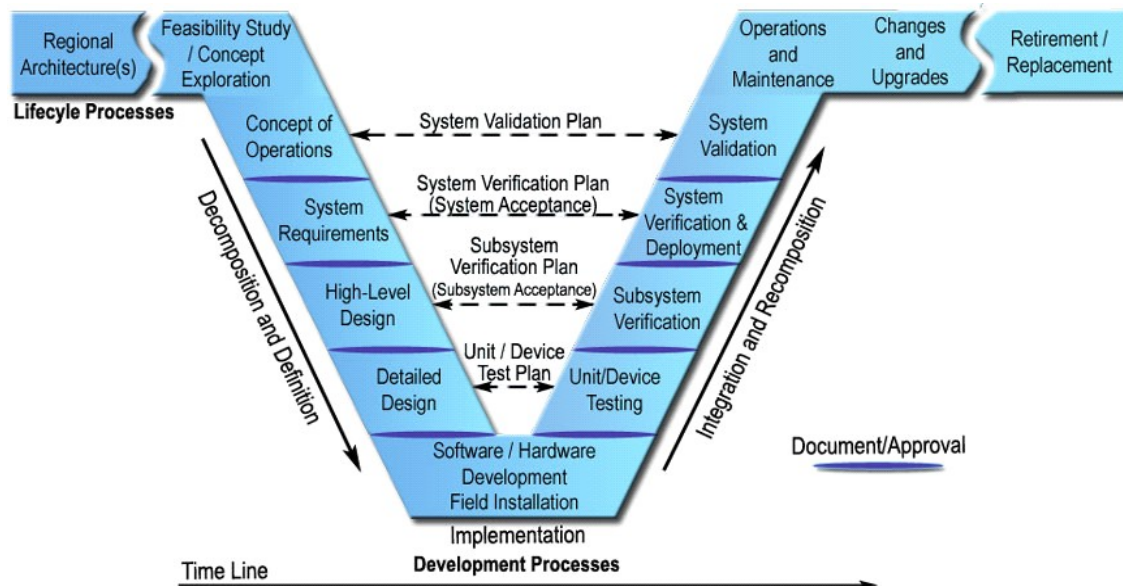 Regional
Architecture(s)
Feasibility Study
/ Concept
Exploration
Operations
and
Maintenance
Changes
and
Upgrades
Retirement /
Replacement
Lifecyle Processes
Concept of
Operations
System Validation Plan
System
Validation
Decomposition and Definition
System
Requirements
System Verification Plan
(System Acceptance)
System
Verification &
Deployment
High-Level
Design
Subsystem
Verification Plan
(Subsystem Acceptance)
Subsystem
Verification
Integration and Recomposition
Detailed
Design
Unit / Device
Test Plan
Unit/Device
Testing
Software / Hardware
Development
Field Installation
Document/Approval
Implementation
Development Processes
Time Line